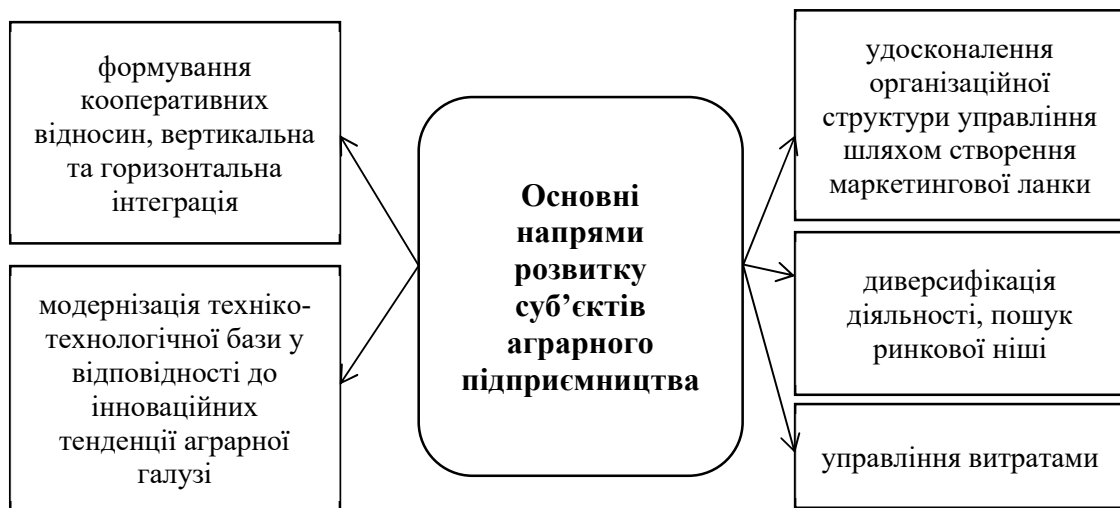 формування
кооперативних
відносин, вертикальна
та горизонтальна
інтеграція
модернізація техніко-
технологічної бази у
відповідності до
інноваційних
тенденції аграрної
галузі
Основні
напрями
розвитку
суб’єктів
аграрного
підприємництва
удосконалення
організаційної
структури управління
шляхом створення
маркетингової ланки
диверсифікація
діяльності, пошук
ринкової ніші
управління витратами